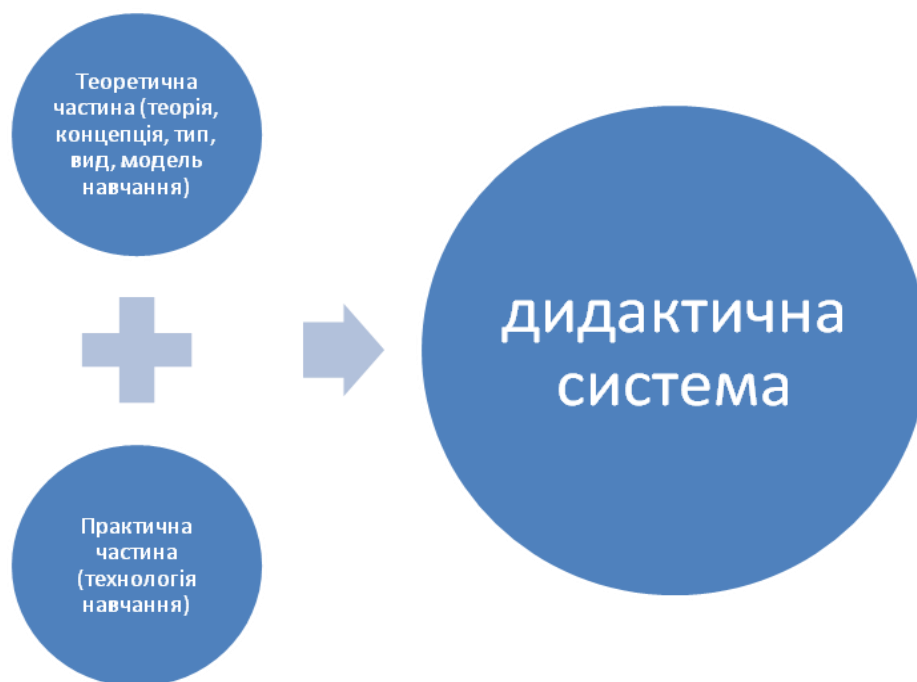 Теоретична
частина (теорія,
концепція, тип,
вид, модель
навчання)
Практична
частина
(технологія
навчання)
дидактична
система